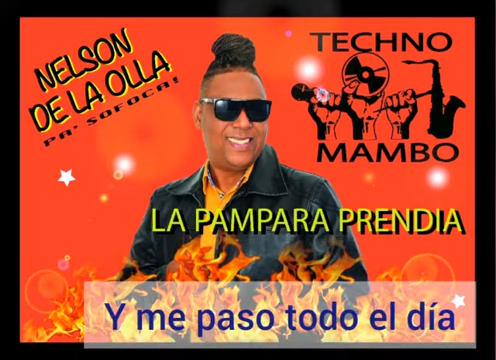 NELSON
DE LA OLLA
PA' SOFOCA!
TECHNO
MAMBO
LA PAMPARA PRENDIA
Y me paso todo el día